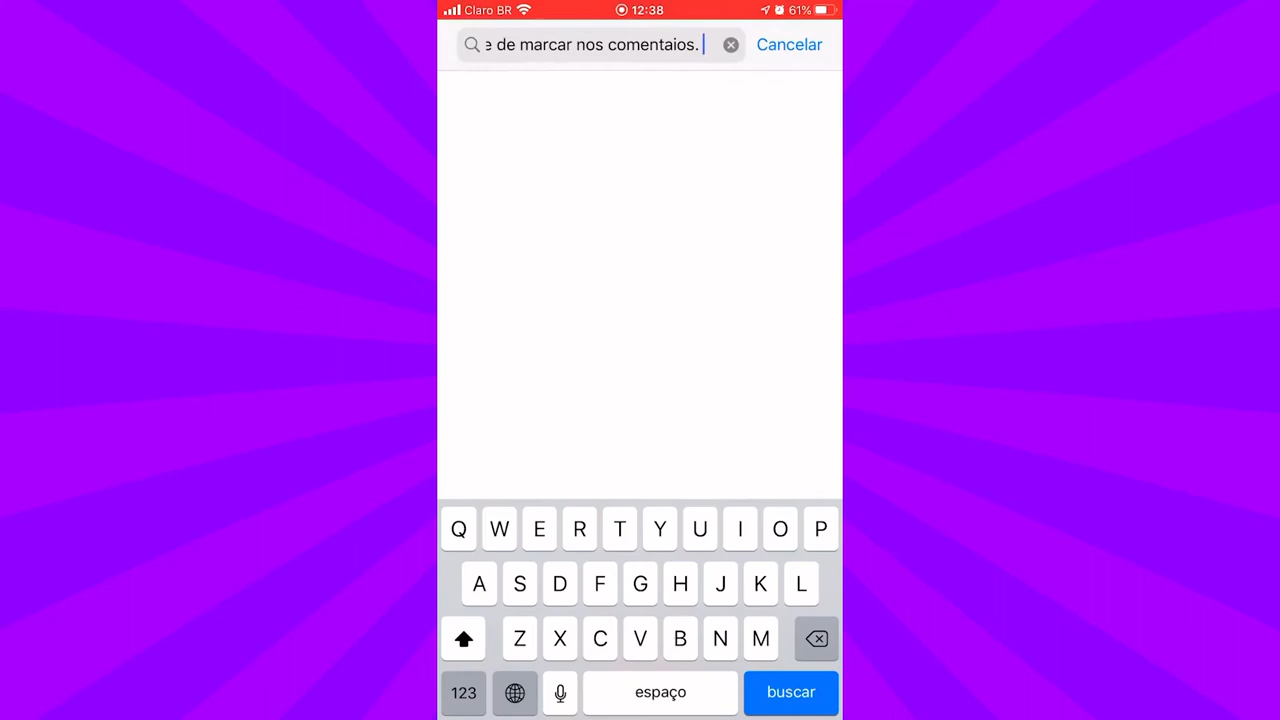 Claro BR 12:38 61%
e de marcar nos comentaios. Cancelar
Q W E R T Y U I O P
A S D F G H J K L
Z X C V B N M
123 espaço buscar